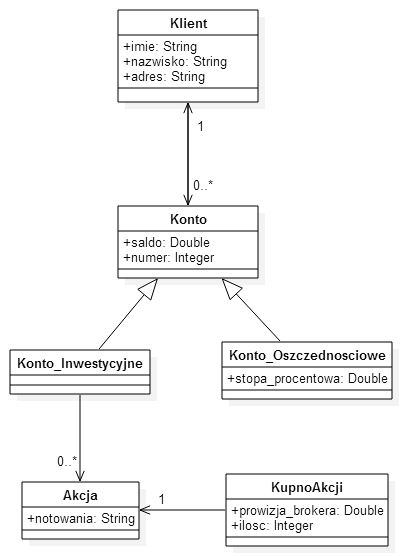 Klient
+imie: String
+nazwisko: String
+adres: String
1
0..*
Konto
+saldo: Double
+numer: Integer
Konto_Inwestycyjne
Konto_Oszczednosciowe
+stopa_procentowa: Double
0..*
Akcja
+notowania: String
1
KupnoAkcji
+prowizja_brokera: Double
+ilosc: Integer